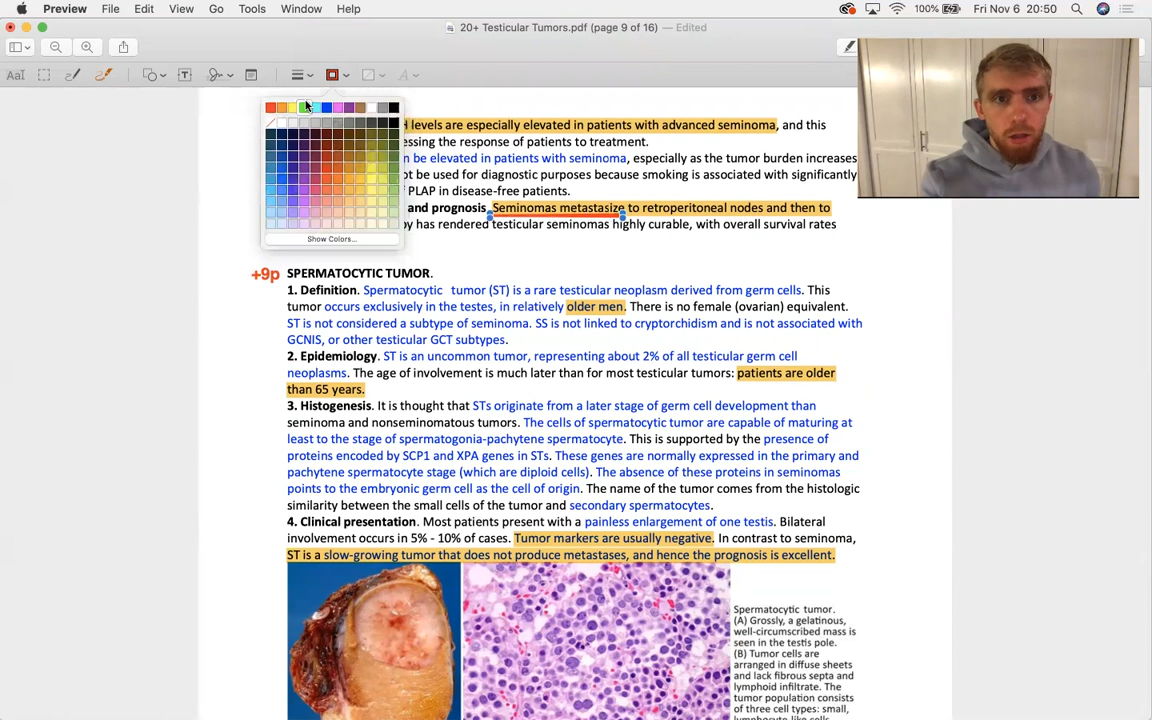 Preview File Edit View Go Tools Window Help 100% Fri Nov 6 20:50
20+ Testicular Tumors.pdf (page 9 of 16) — Edited
levels are especially elevated in patients with advanced seminoma, and this
essing the response of patients to treatment.
n be elevated in patients with seminoma, especially as the tumor burden increases
ot be used for diagnostic purposes because smoking is associated with significantly
PLAP in disease-free patients.
and prognosis. Seminomas metastasize to retroperitoneal nodes and then to
py has rendered testicular seminomas highly curable, with overall survival rates
Show Colors...
+9p SPERMATOCYTIC TUMOR.
1. Definition. Spermatocytic tumor (ST) is a rare testicular neoplasm derived from germ cells. This
tumor occurs exclusively in the testes, in relatively older men. There is no female (ovarian) equivalent.
ST is not considered a subtype of seminoma. SS is not linked to cryptorchidism and is not associated with
GCNIS, or other testicular GCT subtypes.
2. Epidemiology. ST is an uncommon tumor, representing about 2% of all testicular germ cell
neoplasms. The age of involvement is much later than for most testicular tumors: patients are older
than 65 years.
3. Histogenesis. It is thought that STs originate from a later stage of germ cell development than
seminoma and nonseminomatous tumors. The cells of spermatocytic tumor are capable of maturing at
least to the stage of spermatogonia-pachytene spermatocyte. This is supported by the presence of
proteins encoded by SCP1 and XPA genes in STs. These genes are normally expressed in the primary and
pachytene spermatocyte stage (which are diploid cells). The absence of these proteins in seminomas
points to the embryonic germ cell as the cell of origin. The name of the tumor comes from the histologic
similarity between the small cells of the tumor and secondary spermatocytes.
4. Clinical presentation. Most patients present with a painless enlargement of one testis. Bilateral
involvement occurs in 5% - 10% of cases. Tumor markers are usually negative. In contrast to seminoma,
ST is a slow-growing tumor that does not produce metastases, and hence the prognosis is excellent.
Spermatocytic tumor.
(A) Grossly, a gelatinous,
well-circumscribed mass is
seen in the testis pole.
(B) Tumor cells are
arranged in diffuse sheets
and lack fibrous septa and
lymphoid infiltrate. The
tumor population consists
of three cell types: small,
lymphocyte-like cells